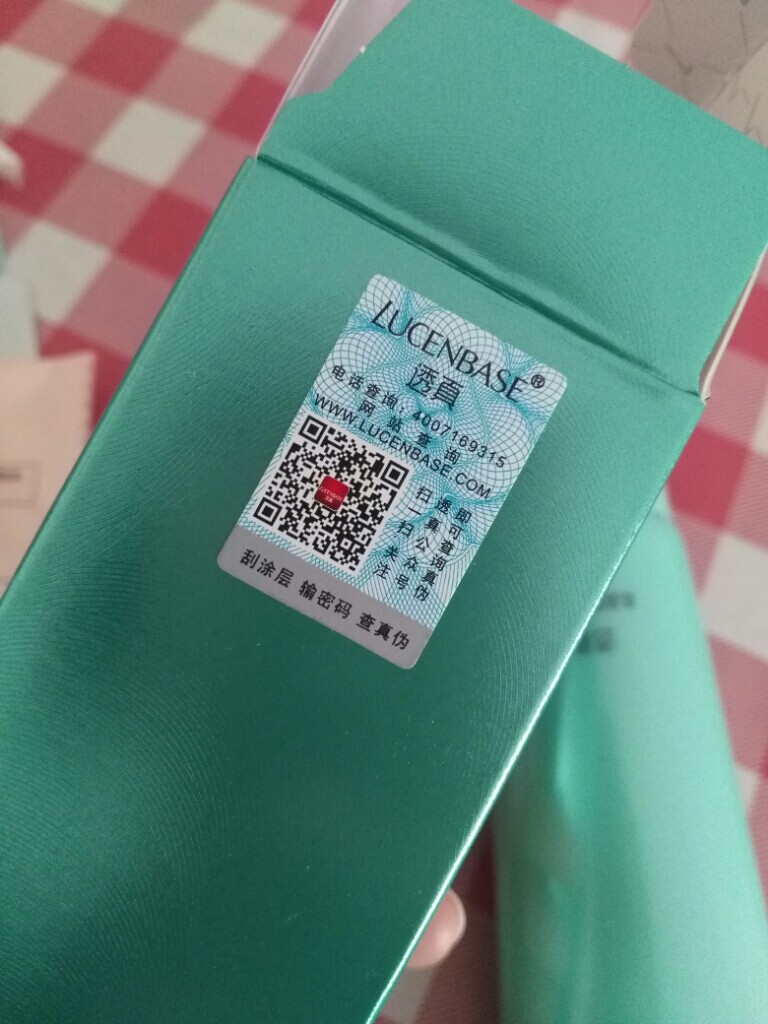 LUCENBASE®
透真
电话查询：4007169315
网站查询
WWW.LUCENBASE.COM
扫一扫关注
透真公众号
即可查询真伪
刮涂层 输密码 查真伪